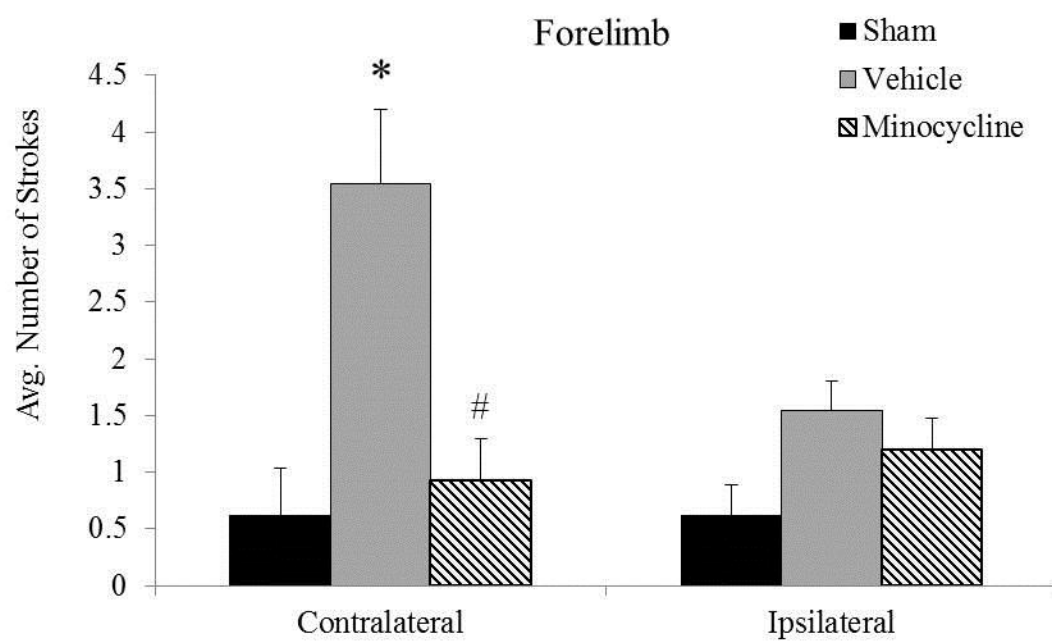 Forelimb
Sham
Vehicle
Minocycline
Avg. Number of Strokes
4.5
4
3.5
3
2.5
2
1.5
1
0.5
0
*
#
Contralateral
Ipsilateral